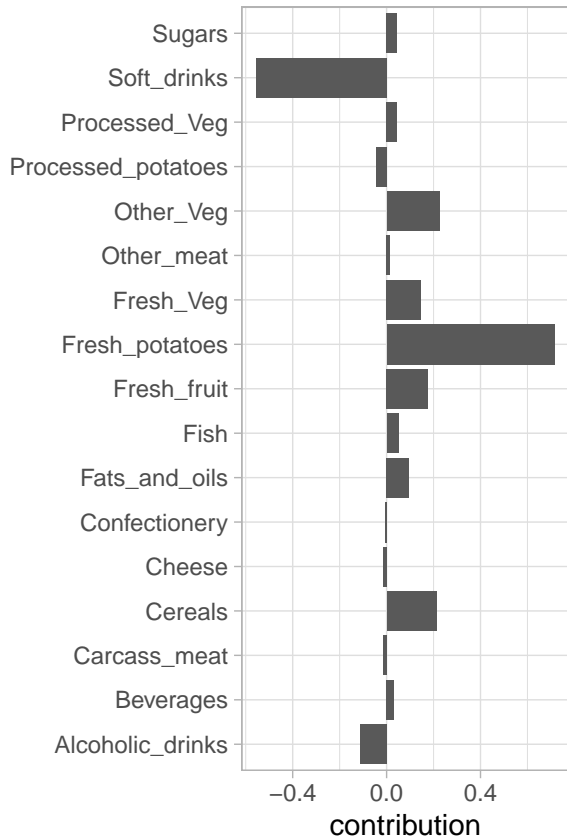 Sugars
Soft_drinks
Processed_Veg
Processed_potatoes
Other_Veg
Other_meat
Fresh_Veg
Fresh_potatoes
Fresh_fruit
Fish
Fats_and_oils
Confectionery
Cheese
Cereals
Carcass_meat
Beverages
Alcoholic_drinks
−0.4 0.0 0.4
contribution